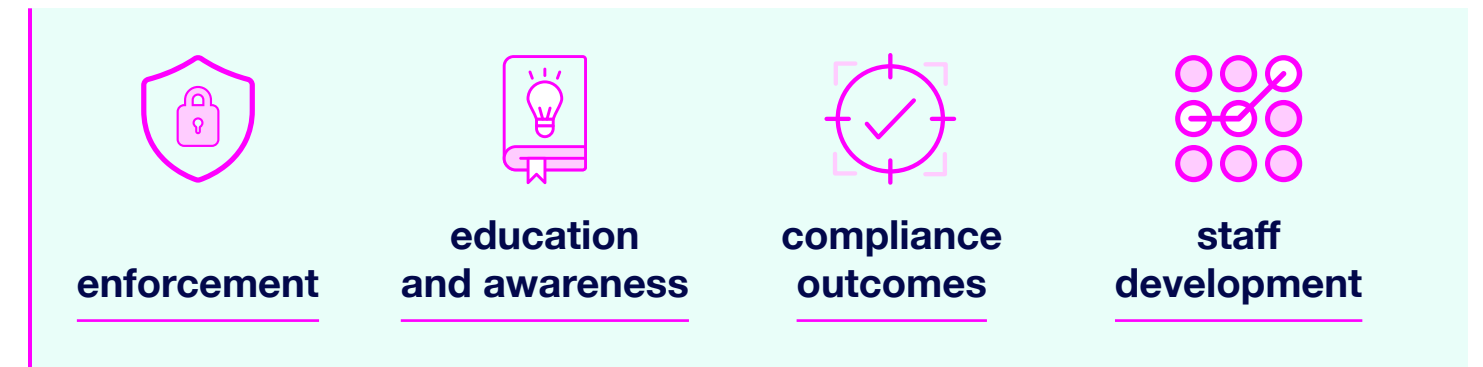 enforcement
education
and awareness
compliance
outcomes
staff
development